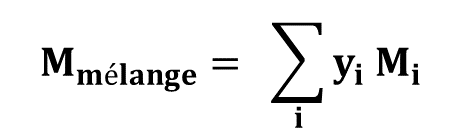 M_mélange = ∑_i y_i M_i